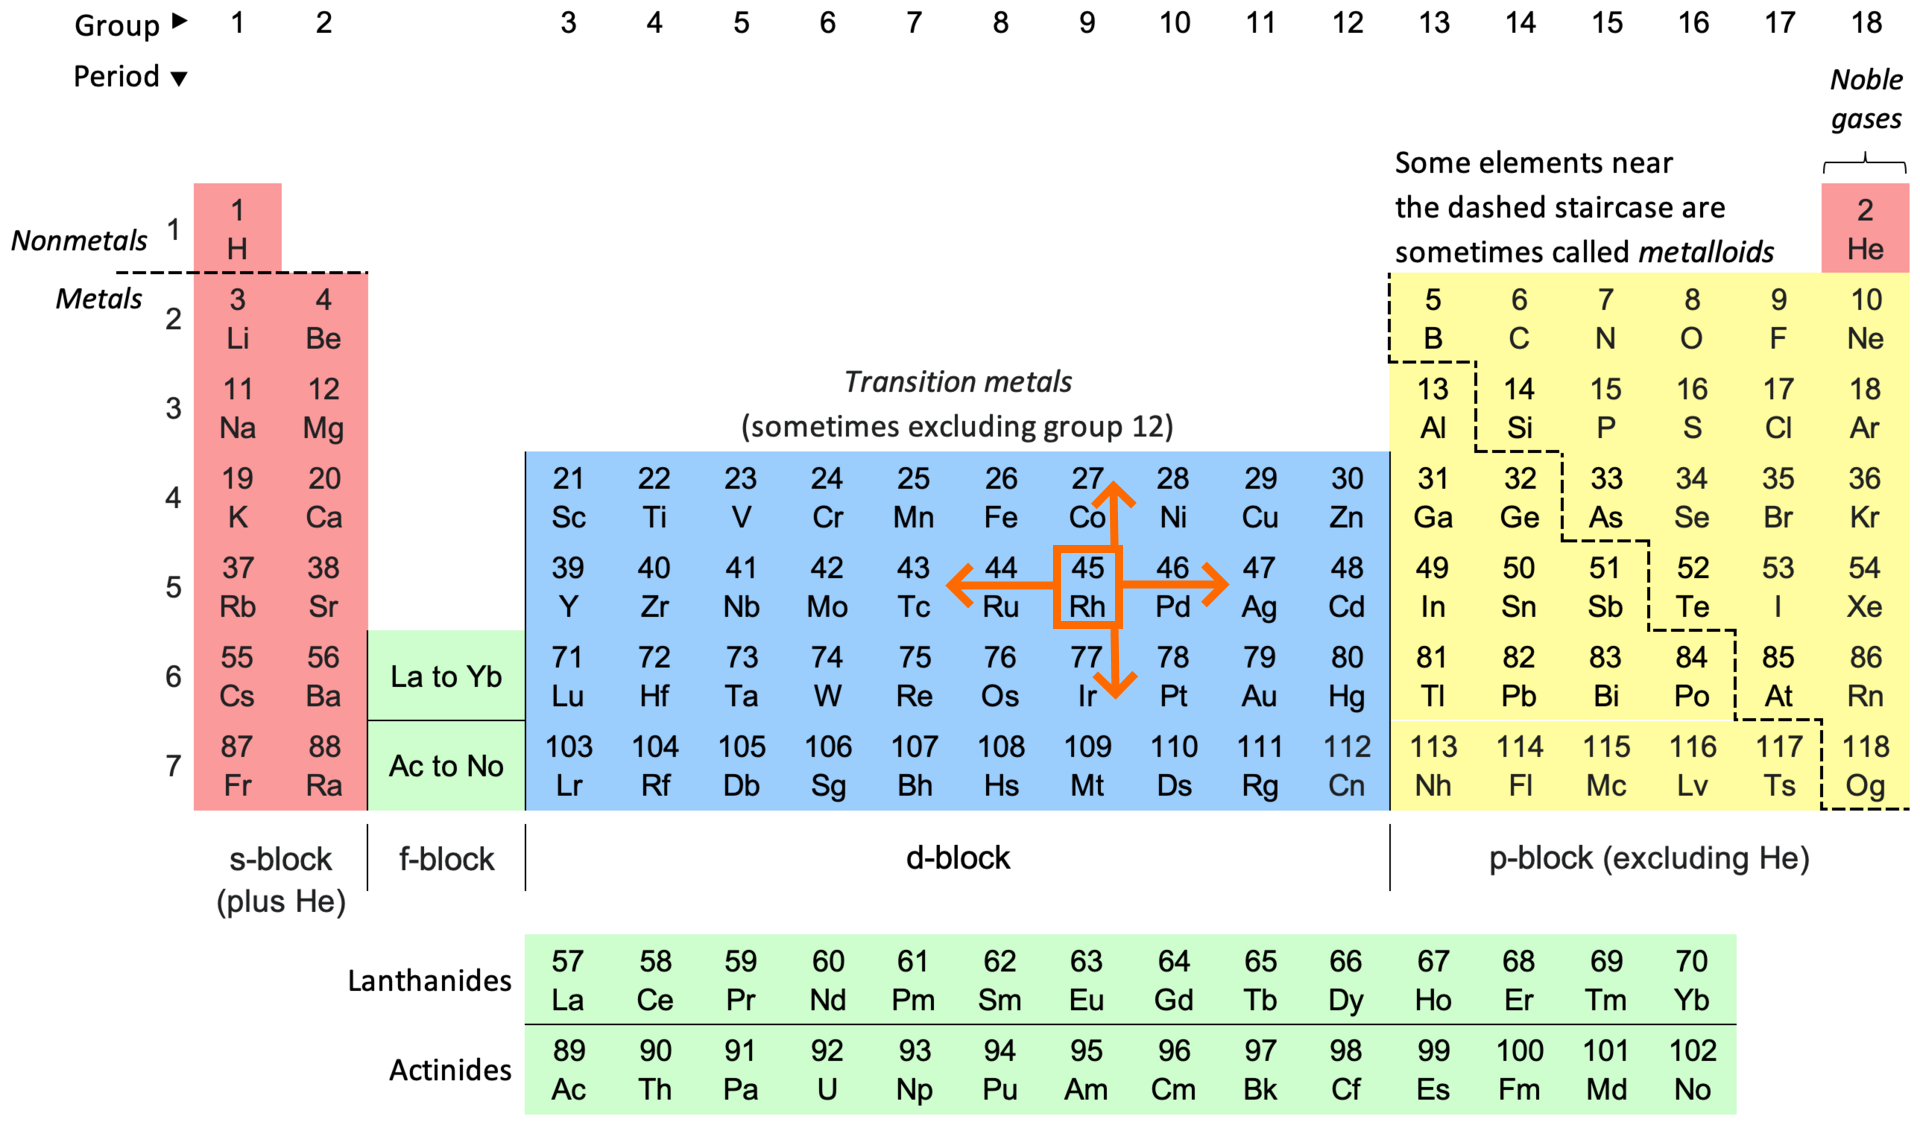 Group ▶ 1 2 3 4 5 6 7 8 9 10 11 12 13 14 15 16 17 18
Period ▼
Noble
gases
Some elements near
the dashed staircase are
sometimes called metalloids
Nonmetals
Metals
1
1 2
H He
2
3 4 5 6 7 8 9 10
Li Be B C N O F Ne
Transition metals
(sometimes excluding group 12)
3
11 12 13 14 15 16 17 18
Na Mg Al Si P S Cl Ar
4
19 20 21 22 23 24 25 26 27 28 29 30 31 32 33 34 35 36
K Ca Sc Ti V Cr Mn Fe Co Ni Cu Zn Ga Ge As Se Br Kr
5
37 38 39 40 41 42 43 44 45 46 47 48 49 50 51 52 53 54
Rb Sr Y Zr Nb Mo Tc Ru Rh Pd Ag Cd In Sn Sb Te I Xe
6
55 56 71 72 73 74 75 76 77 78 79 80 81 82 83 84 85 86
La to Yb
Cs Ba Lu Hf Ta W Re Os Ir Pt Au Hg Tl Pb Bi Po At Rn
7
87 88 103 104 105 106 107 108 109 110 111 112 113 114 115 116 117 118
Ac to No
Fr Ra Lr Rf Db Sg Bh Hs Mt Ds Rg Cn Nh Fl Mc Lv Ts Og
s-block
(plus He)
f-block
d-block
p-block (excluding He)
Lanthanides
57 58 59 60 61 62 63 64 65 66 67 68 69 70
La Ce Pr Nd Pm Sm Eu Gd Tb Dy Ho Er Tm Yb
Actinides
89 90 91 92 93 94 95 96 97 98 99 100 101 102
Ac Th Pa U Np Pu Am Cm Bk Cf Es Fm Md No